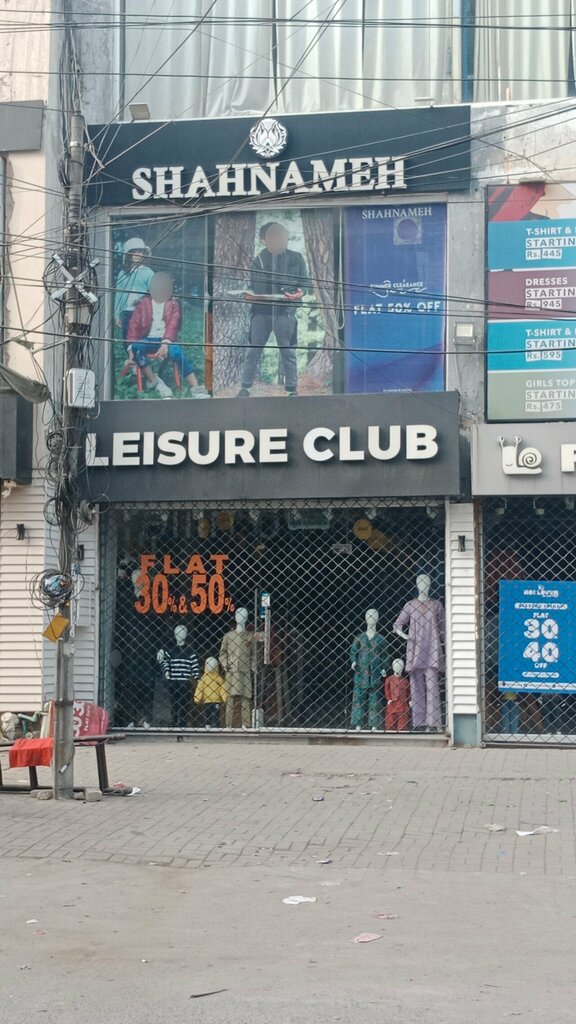 SHAHNAMEH
SHAHNAMEH
SUMMER CLEARANCE
FLAT 50% OFF
T-SHIRT &
STARTIN
Rs. 445
DRESSES
STARTIN
Rs. 945
T-SHIRT &
STARTIN
Rs. 595
GIRLS TOP
STARTIN
Rs. 475
LEISURE CLUB
FLAT
30% & 50%
FLAT
30
40
OFF